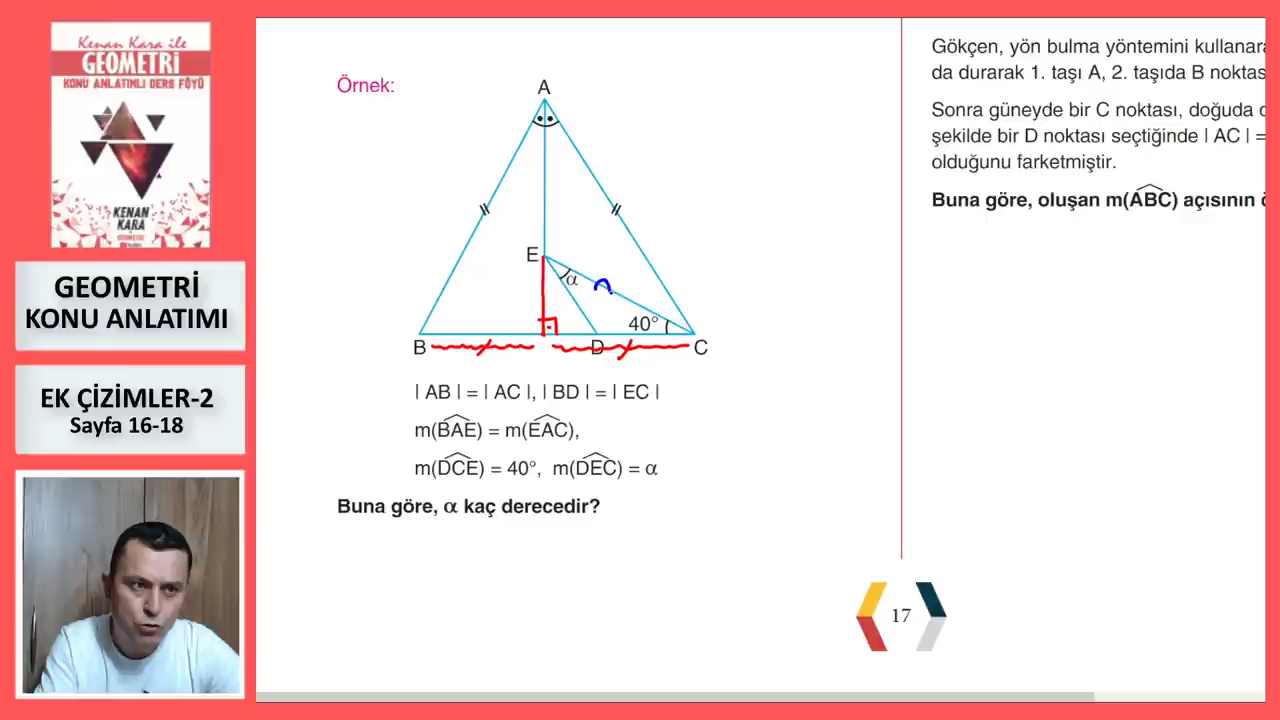 Kenan Kara ile
GEOMETRİ
KONU ANLATIMLI DERS FÖYÜ
KENAN
KARA
GEOMETRİ
KONU ANLATIMI
EK ÇİZİMLER-2
Sayfa 16-18
Örnek:
A
E
α
40°
B
D
C
| AB | = | AC |, | BD | = | EC |
m(BAE) = m(EAC),
m(DCE) = 40°, m(DEC) = α
Buna göre, α kaç derecedir?
Gökçen, yön bulma yöntemini
da durarak 1. taşı A, 2. taşıda B
Sonra güneyde bir C noktası, doğuda
şekilde bir D noktası seçtiğinde | AC | =
olduğunu farketmiştir.
Buna göre, oluşan m(ABC) açısının
17